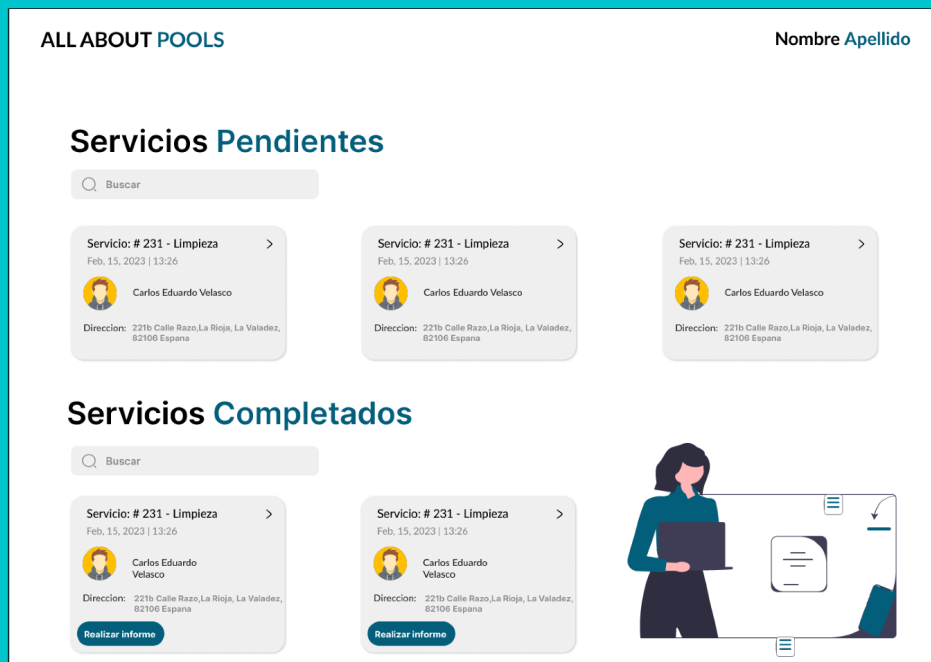 ALL ABOUT POOLS
Nombre Apellido
Servicios Pendientes
Buscar
Servicio: # 231 - Limpieza
Feb, 15, 2023 | 13:26
Carlos Eduardo Velasco
Direccion: 221b Calle Razo,La Rioja, La Valadez,
82106 Espana
Servicio: # 231 - Limpieza
Feb, 15, 2023 | 13:26
Carlos Eduardo Velasco
Direccion: 221b Calle Razo,La Rioja, La Valadez,
82106 Espana
Servicio: # 231 - Limpieza
Feb, 15, 2023 | 13:26
Carlos Eduardo Velasco
Direccion: 221b Calle Razo,La Rioja, La Valadez,
82106 Espana
Servicios Completados
Buscar
Servicio: # 231 - Limpieza
Feb, 15, 2023 | 13:26
Carlos Eduardo
Velasco
Direccion: 221b Calle Razo,La Rioja, La Valadez,
82106 Espana
Realizar informe
Servicio: # 231 - Limpieza
Feb, 15, 2023 | 13:26
Carlos Eduardo
Velasco
Direccion: 221b Calle Razo,La Rioja, La Valadez,
82106 Espana
Realizar informe